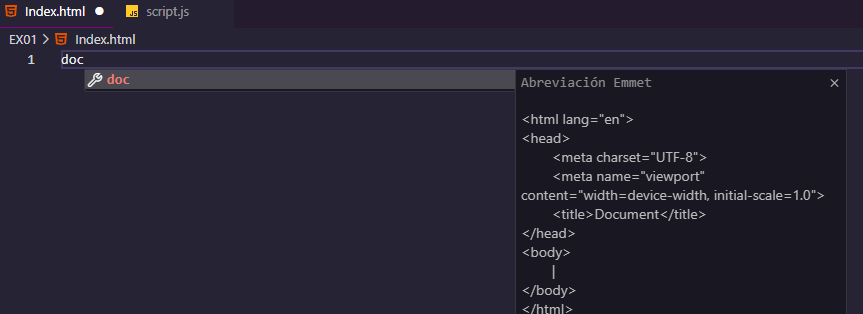 Index.html ● JS script.js
EX01 > Index.html
1 doc
doc
Abreviación Emmet ×
<html lang="en">
<head>
    <meta charset="UTF-8">
    <meta name="viewport"
content="width=device-width, initial-scale=1.0">
    <title>Document</title>
</head>
<body>
    |
</body>
</html>